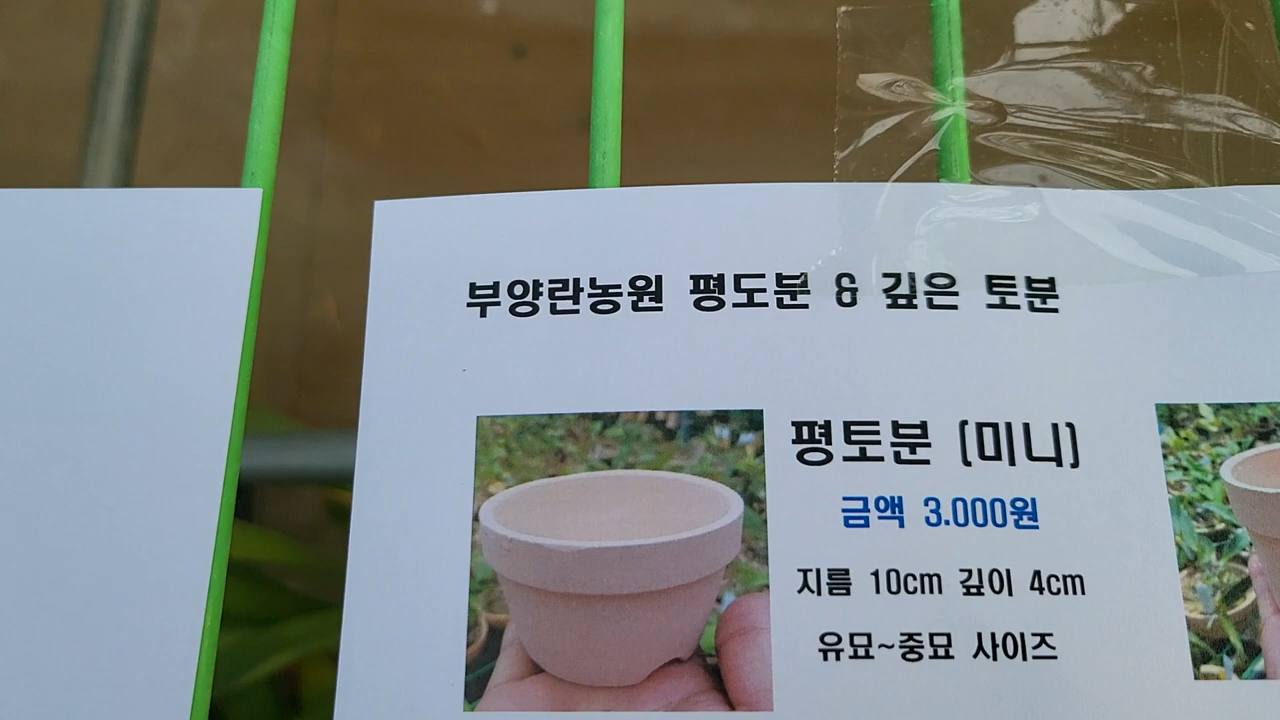 부양란농원 평도분 & 깊은 토분
평토분 (미니)
금액 3.000원
지름 10cm 깊이 4cm
유묘~중묘 사이즈